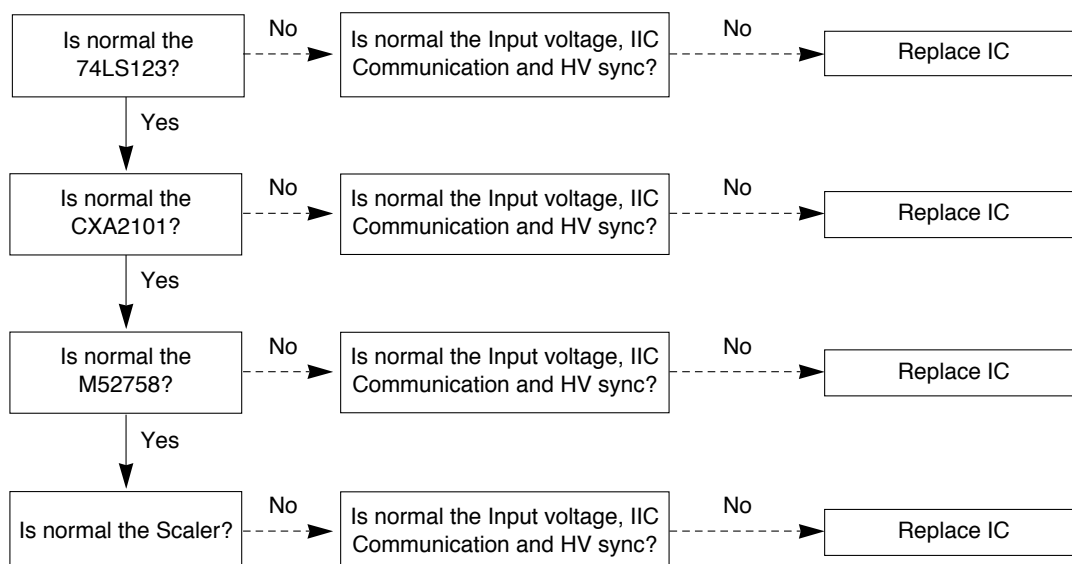 Is normal the
74LS123?
No
Is normal the Input voltage, IIC
Communication and HV sync?
No
Replace IC
Yes
Is normal the
CXA2101?
No
Is normal the Input voltage, IIC
Communication and HV sync?
No
Replace IC
Yes
Is normal the
M52758?
No
Is normal the Input voltage, IIC
Communication and HV sync?
No
Replace IC
Yes
Is normal the Scaler?
No
Is normal the Input voltage, IIC
Communication and HV sync?
No
Replace IC